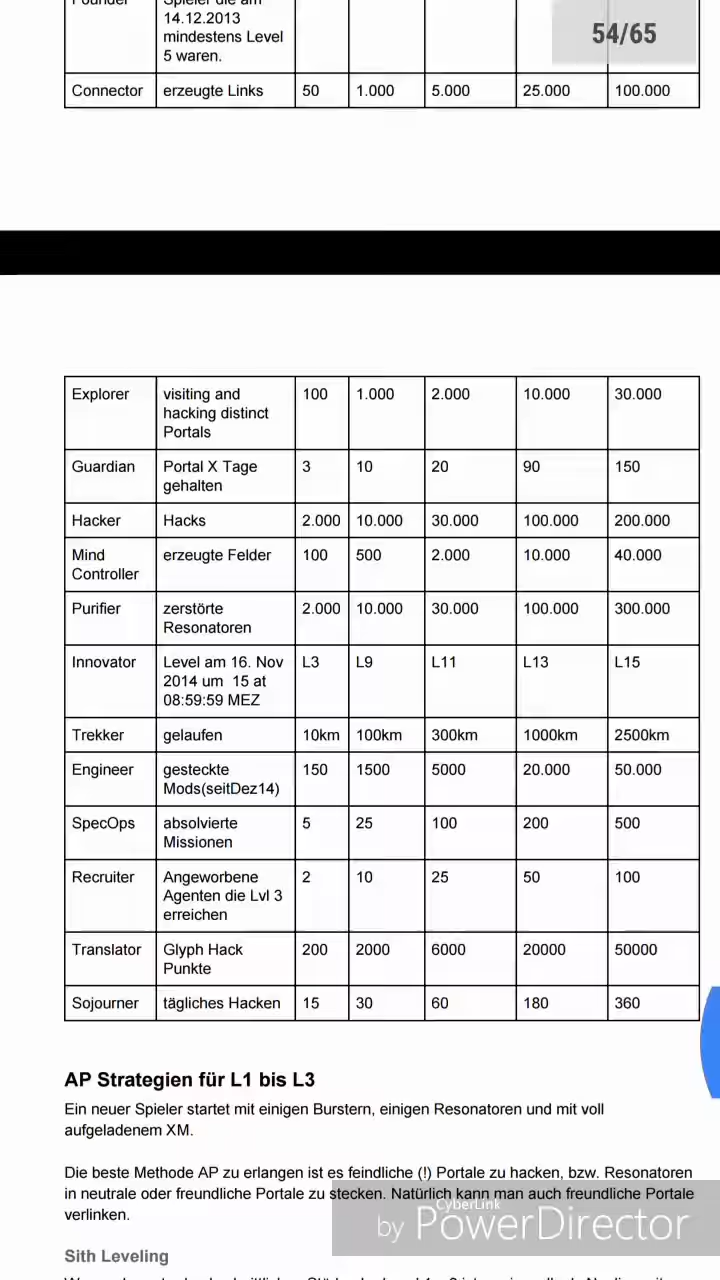 Founder Spieler die am
14.12.2013
mindestens Level
5 waren.
54/65
Connector erzeugte Links 50 1.000 5.000 25.000 100.000
Explorer visiting and 100 1.000 2.000 10.000 30.000
hacking distinct
Portals
Guardian Portal X Tage 3 10 20 90 150
gehalten
Hacker Hacks 2.000 10.000 30.000 100.000 200.000
Mind erzeugte Felder 100 500 2.000 10.000 40.000
Controller
Purifier zerstörte 2.000 10.000 30.000 100.000 300.000
Resonatoren
Innovator Level am 16. Nov L3 L9 L11 L13 L15
2014 um 15 at
08:59:59 MEZ
Trekker gelaufen 10km 100km 300km 1000km 2500km
Engineer gesteckte 150 1500 5000 20.000 50.000
Mods(seitDez14)
SpecOps absolvierte 5 25 100 200 500
Missionen
Recruiter Angeworbene 2 10 25 50 100
Agenten die Lvl 3
erreichen
Translator Glyph Hack 200 2000 6000 20000 50000
Punkte
Sojourner tägliches Hacken 15 30 60 180 360
AP Strategien für L1 bis L3
Ein neuer Spieler startet mit einigen Burstern, einigen Resonatoren und mit voll
aufgeladenem XM.
Die beste Methode AP zu erlangen ist es feindliche (!) Portale zu hacken, bzw. Resonatoren
in neutrale oder freundliche Portale zu stecken. Natürlich kann man auch freundliche Portale
verlinken.
CyberLink
by PowerDirector
Sith Leveling